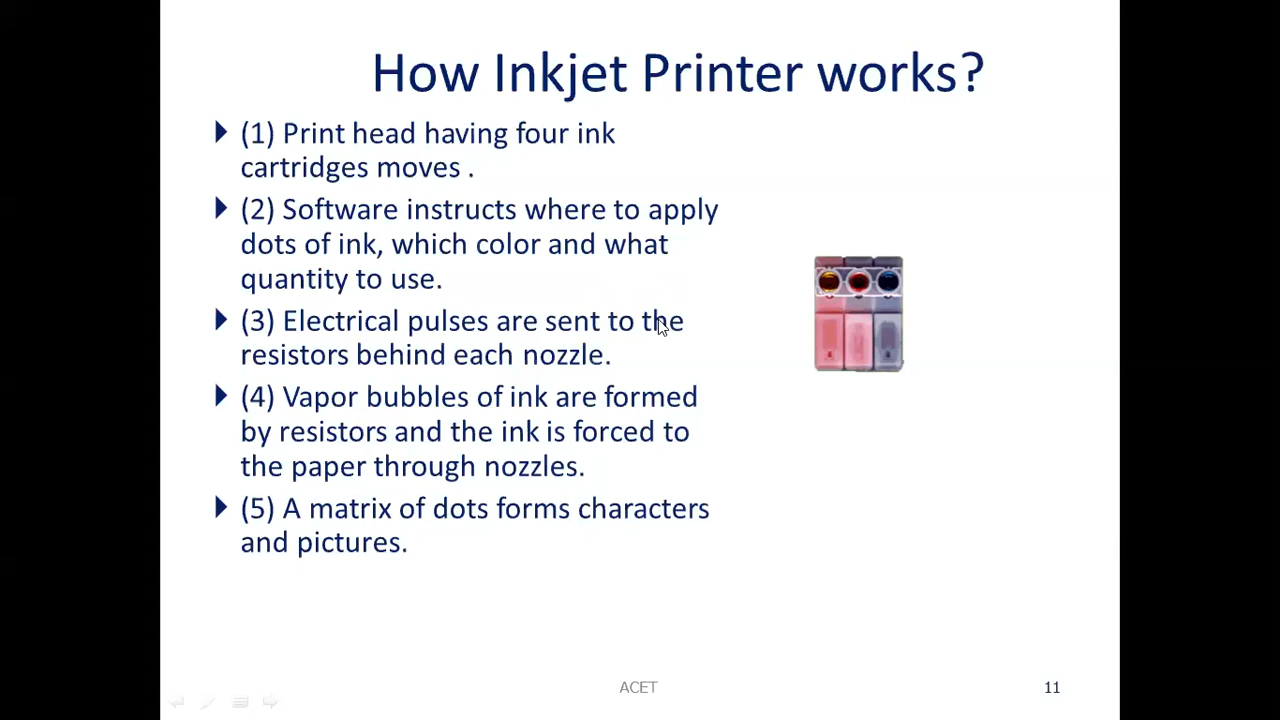 How Inkjet Printer works?
(1) Print head having four ink
cartridges moves .
(2) Software instructs where to apply
dots of ink, which color and what
quantity to use.
(3) Electrical pulses are sent to the
resistors behind each nozzle.
(4) Vapor bubbles of ink are formed
by resistors and the ink is forced to
the paper through nozzles.
(5) A matrix of dots forms characters
and pictures.
ACET
11